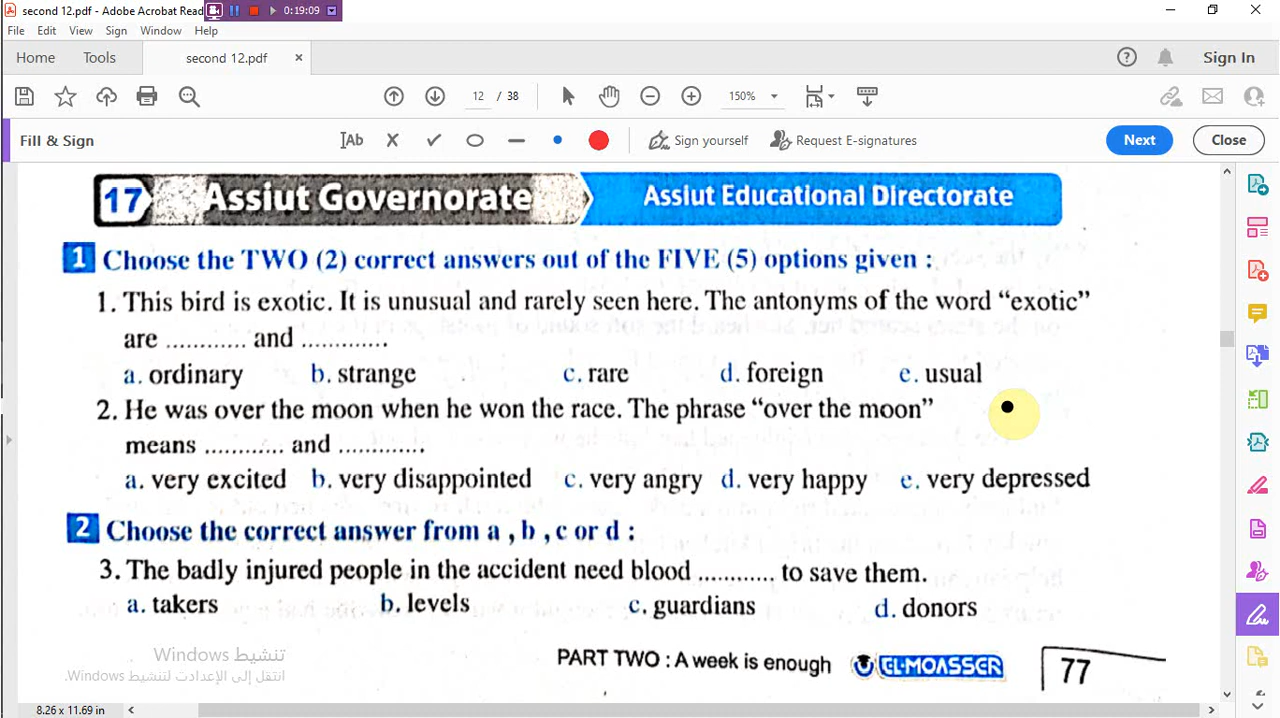 second 12.pdf - Adobe Acrobat Read
0:19:09
File Edit View Sign Window Help
Home Tools second 12.pdf × Sign In
12 / 38 150%
Fill & Sign Ab Sign yourself Request E-signatures Next Close
17 Assiut Governorate Assiut Educational Directorate
1 Choose the TWO (2) correct answers out of the FIVE (5) options given :
1. This bird is exotic. It is unusual and rarely seen here. The antonyms of the word “exotic”
are ............ and .............
a. ordinary b. strange c. rare d. foreign e. usual
2. He was over the moon when he won the race. The phrase “over the moon”
means ............ and .............
a. very excited b. very disappointed c. very angry d. very happy e. very depressed
2 Choose the correct answer from a , b , c or d :
3. The badly injured people in the accident need blood ............ to save them.
a. takers b. levels c. guardians d. donors
تنشيط Windows
انتقل إلى الإعدادت لتنشيط Windows.
PART TWO : A week is enough EL-MOASSER 77
8.26 x 11.69 in